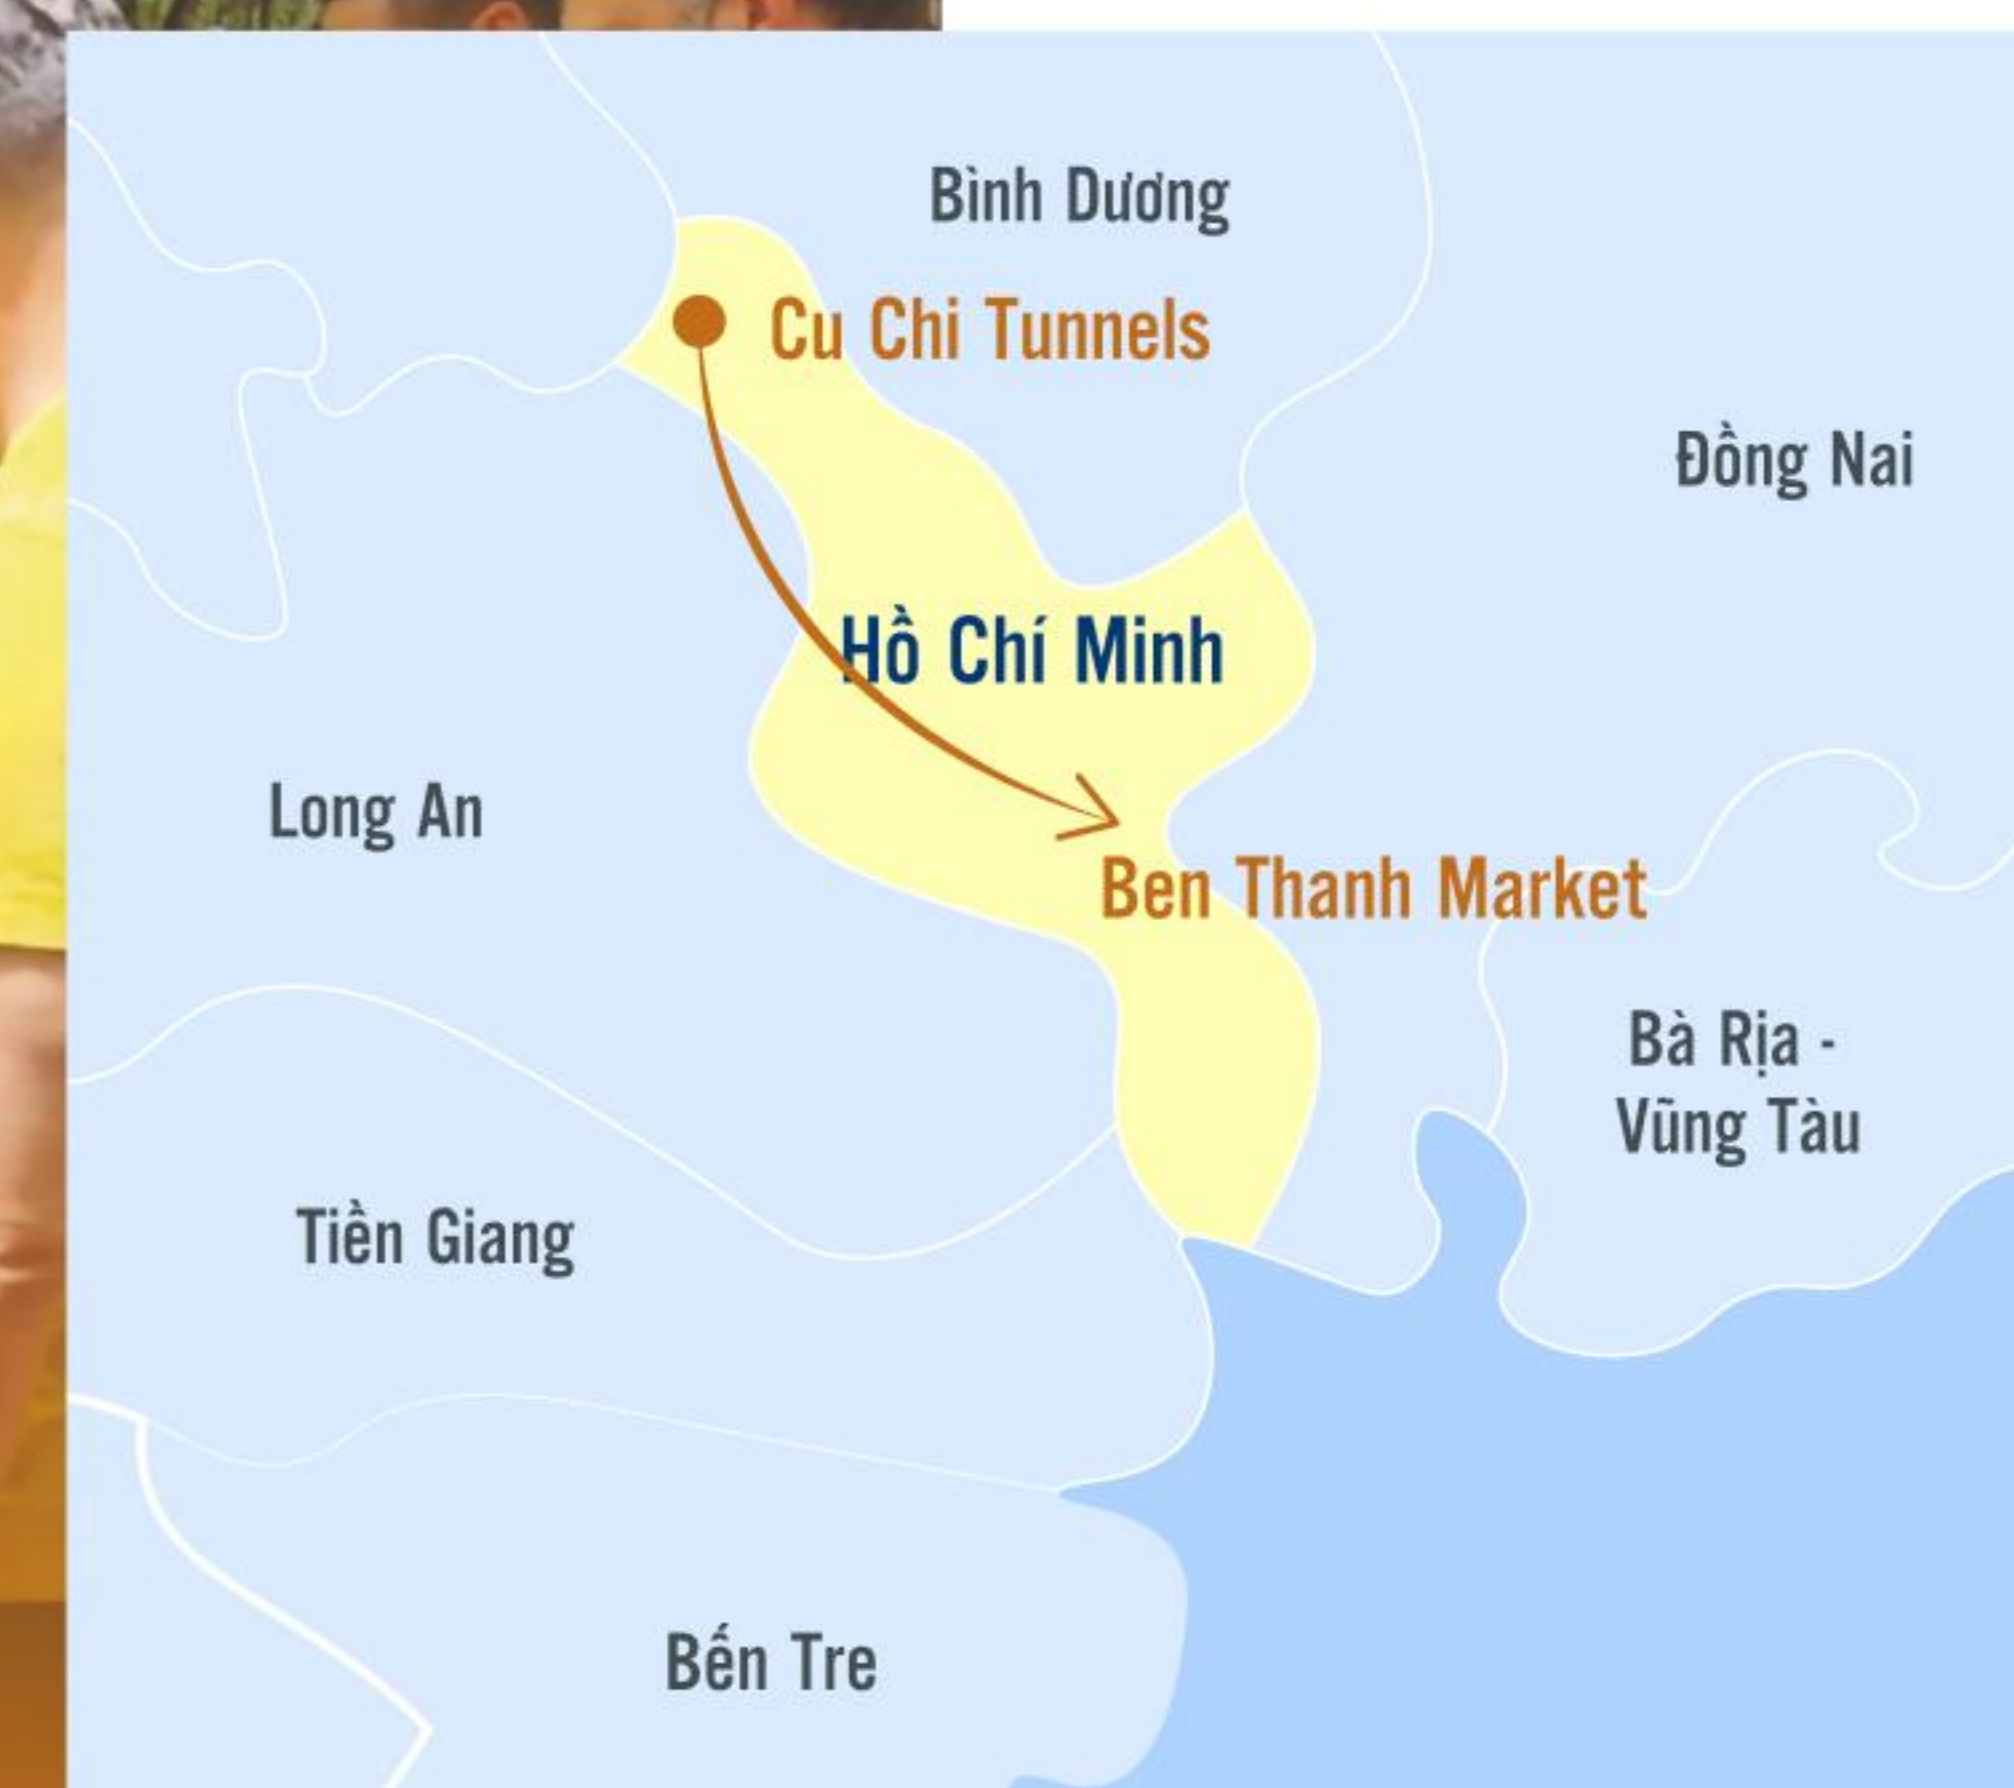 Bình Dương
Cu Chi Tunnels
Đồng Nai
Hồ Chí Minh
Long An
Ben Thanh Market
Bà Rịa -
Vũng Tàu
Tiền Giang
Bến Tre